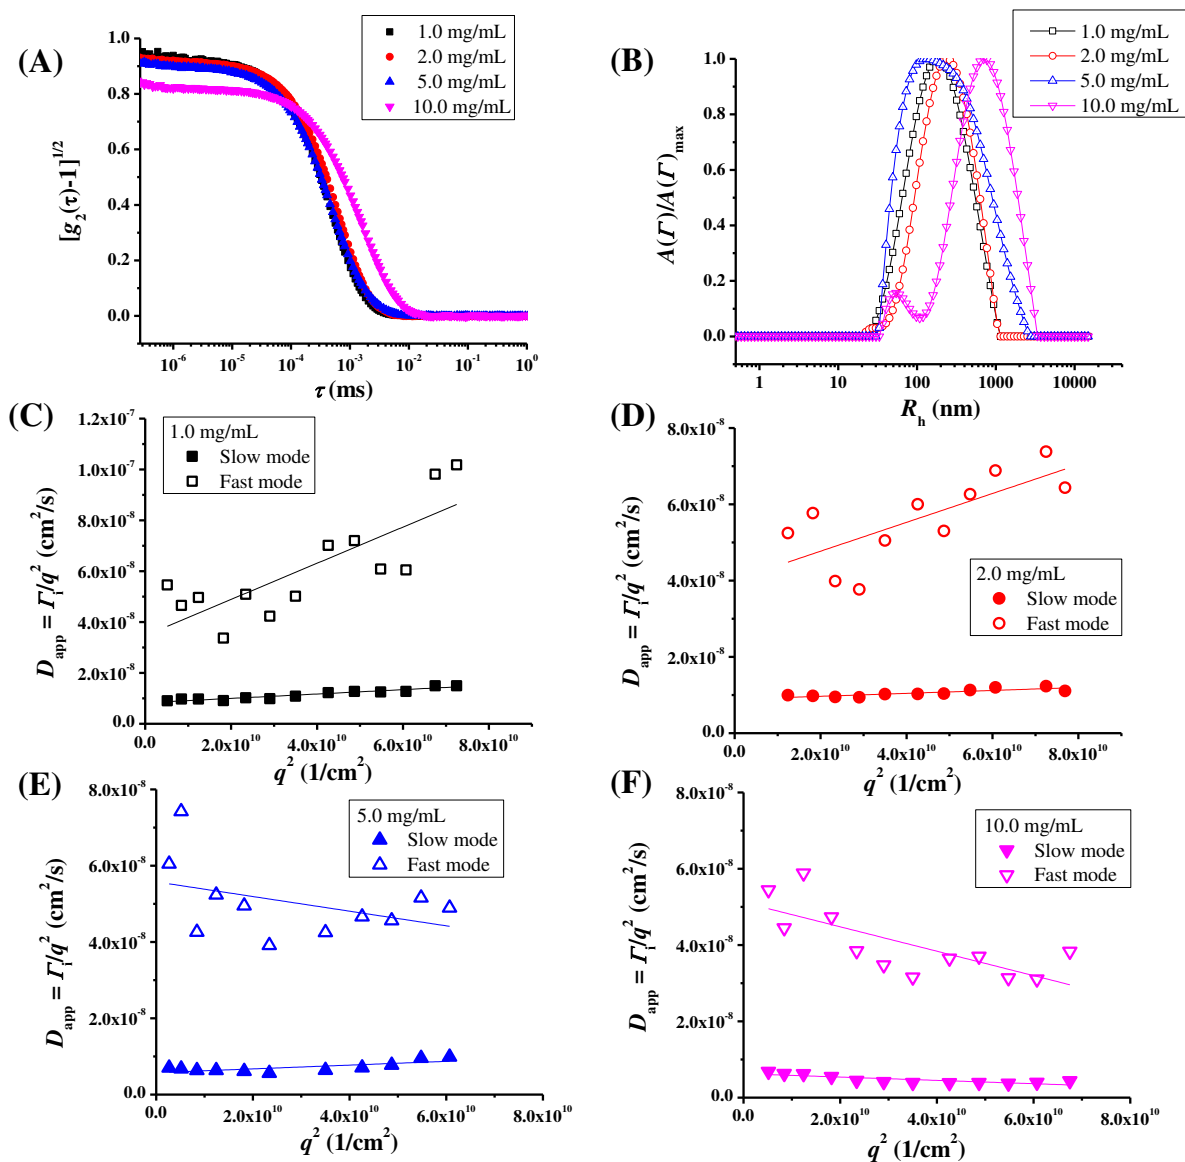 (A)
1.0 mg/mL
2.0 mg/mL
5.0 mg/mL
10.0 mg/mL
[g₂(τ)-1]^1/2
1.0
0.8
0.6
0.4
0.2
0.0
10⁻⁶ 10⁻⁵ 10⁻⁴ 10⁻³ 10⁻² 10⁻¹ 10⁰
τ (ms)
(B)
1.0 mg/mL
2.0 mg/mL
5.0 mg/mL
10.0 mg/mL
A(Γ)/A(Γ)max
1.0
0.8
0.6
0.4
0.2
0.0
1 10 100 1000 10000
Rh (nm)
(C)
1.0 mg/mL
Slow mode
Fast mode
Dapp = Γi/q² (cm²/s)
1.2x10⁻⁷
1.0x10⁻⁷
8.0x10⁻⁸
6.0x10⁻⁸
4.0x10⁻⁸
2.0x10⁻⁸
0.0
0.0 2.0x10¹⁰ 4.0x10¹⁰ 6.0x10¹⁰ 8.0x10¹⁰
q² (1/cm²)
(D)
2.0 mg/mL
Slow mode
Fast mode
Dapp = Γi/q² (cm²/s)
8.0x10⁻⁸
6.0x10⁻⁸
4.0x10⁻⁸
2.0x10⁻⁸
0.0
0.0 2.0x10¹⁰ 4.0x10¹⁰ 6.0x10¹⁰ 8.0x10¹⁰
q² (1/cm²)
(E)
5.0 mg/mL
Slow mode
Fast mode
Dapp = Γi/q² (cm²/s)
8.0x10⁻⁸
6.0x10⁻⁸
4.0x10⁻⁸
2.0x10⁻⁸
0.0
0.0 2.0x10¹⁰ 4.0x10¹⁰ 6.0x10¹⁰ 8.0x10¹⁰
q² (1/cm²)
(F)
10.0 mg/mL
Slow mode
Fast mode
Dapp = Γi/q² (cm²/s)
8.0x10⁻⁸
6.0x10⁻⁸
4.0x10⁻⁸
2.0x10⁻⁸
0.0
0.0 2.0x10¹⁰ 4.0x10¹⁰ 6.0x10¹⁰ 8.0x10¹⁰
q² (1/cm²)